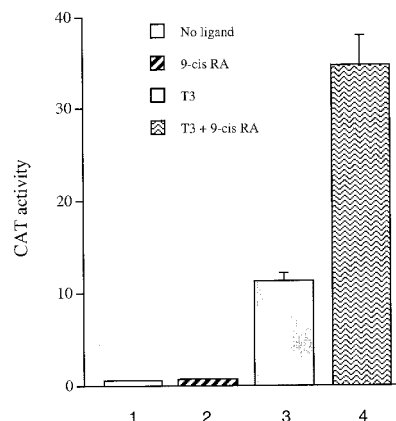 40
30
20
10
0
CAT activity
No ligand
9-cis RA
T3
T3 + 9-cis RA
1 2 3 4